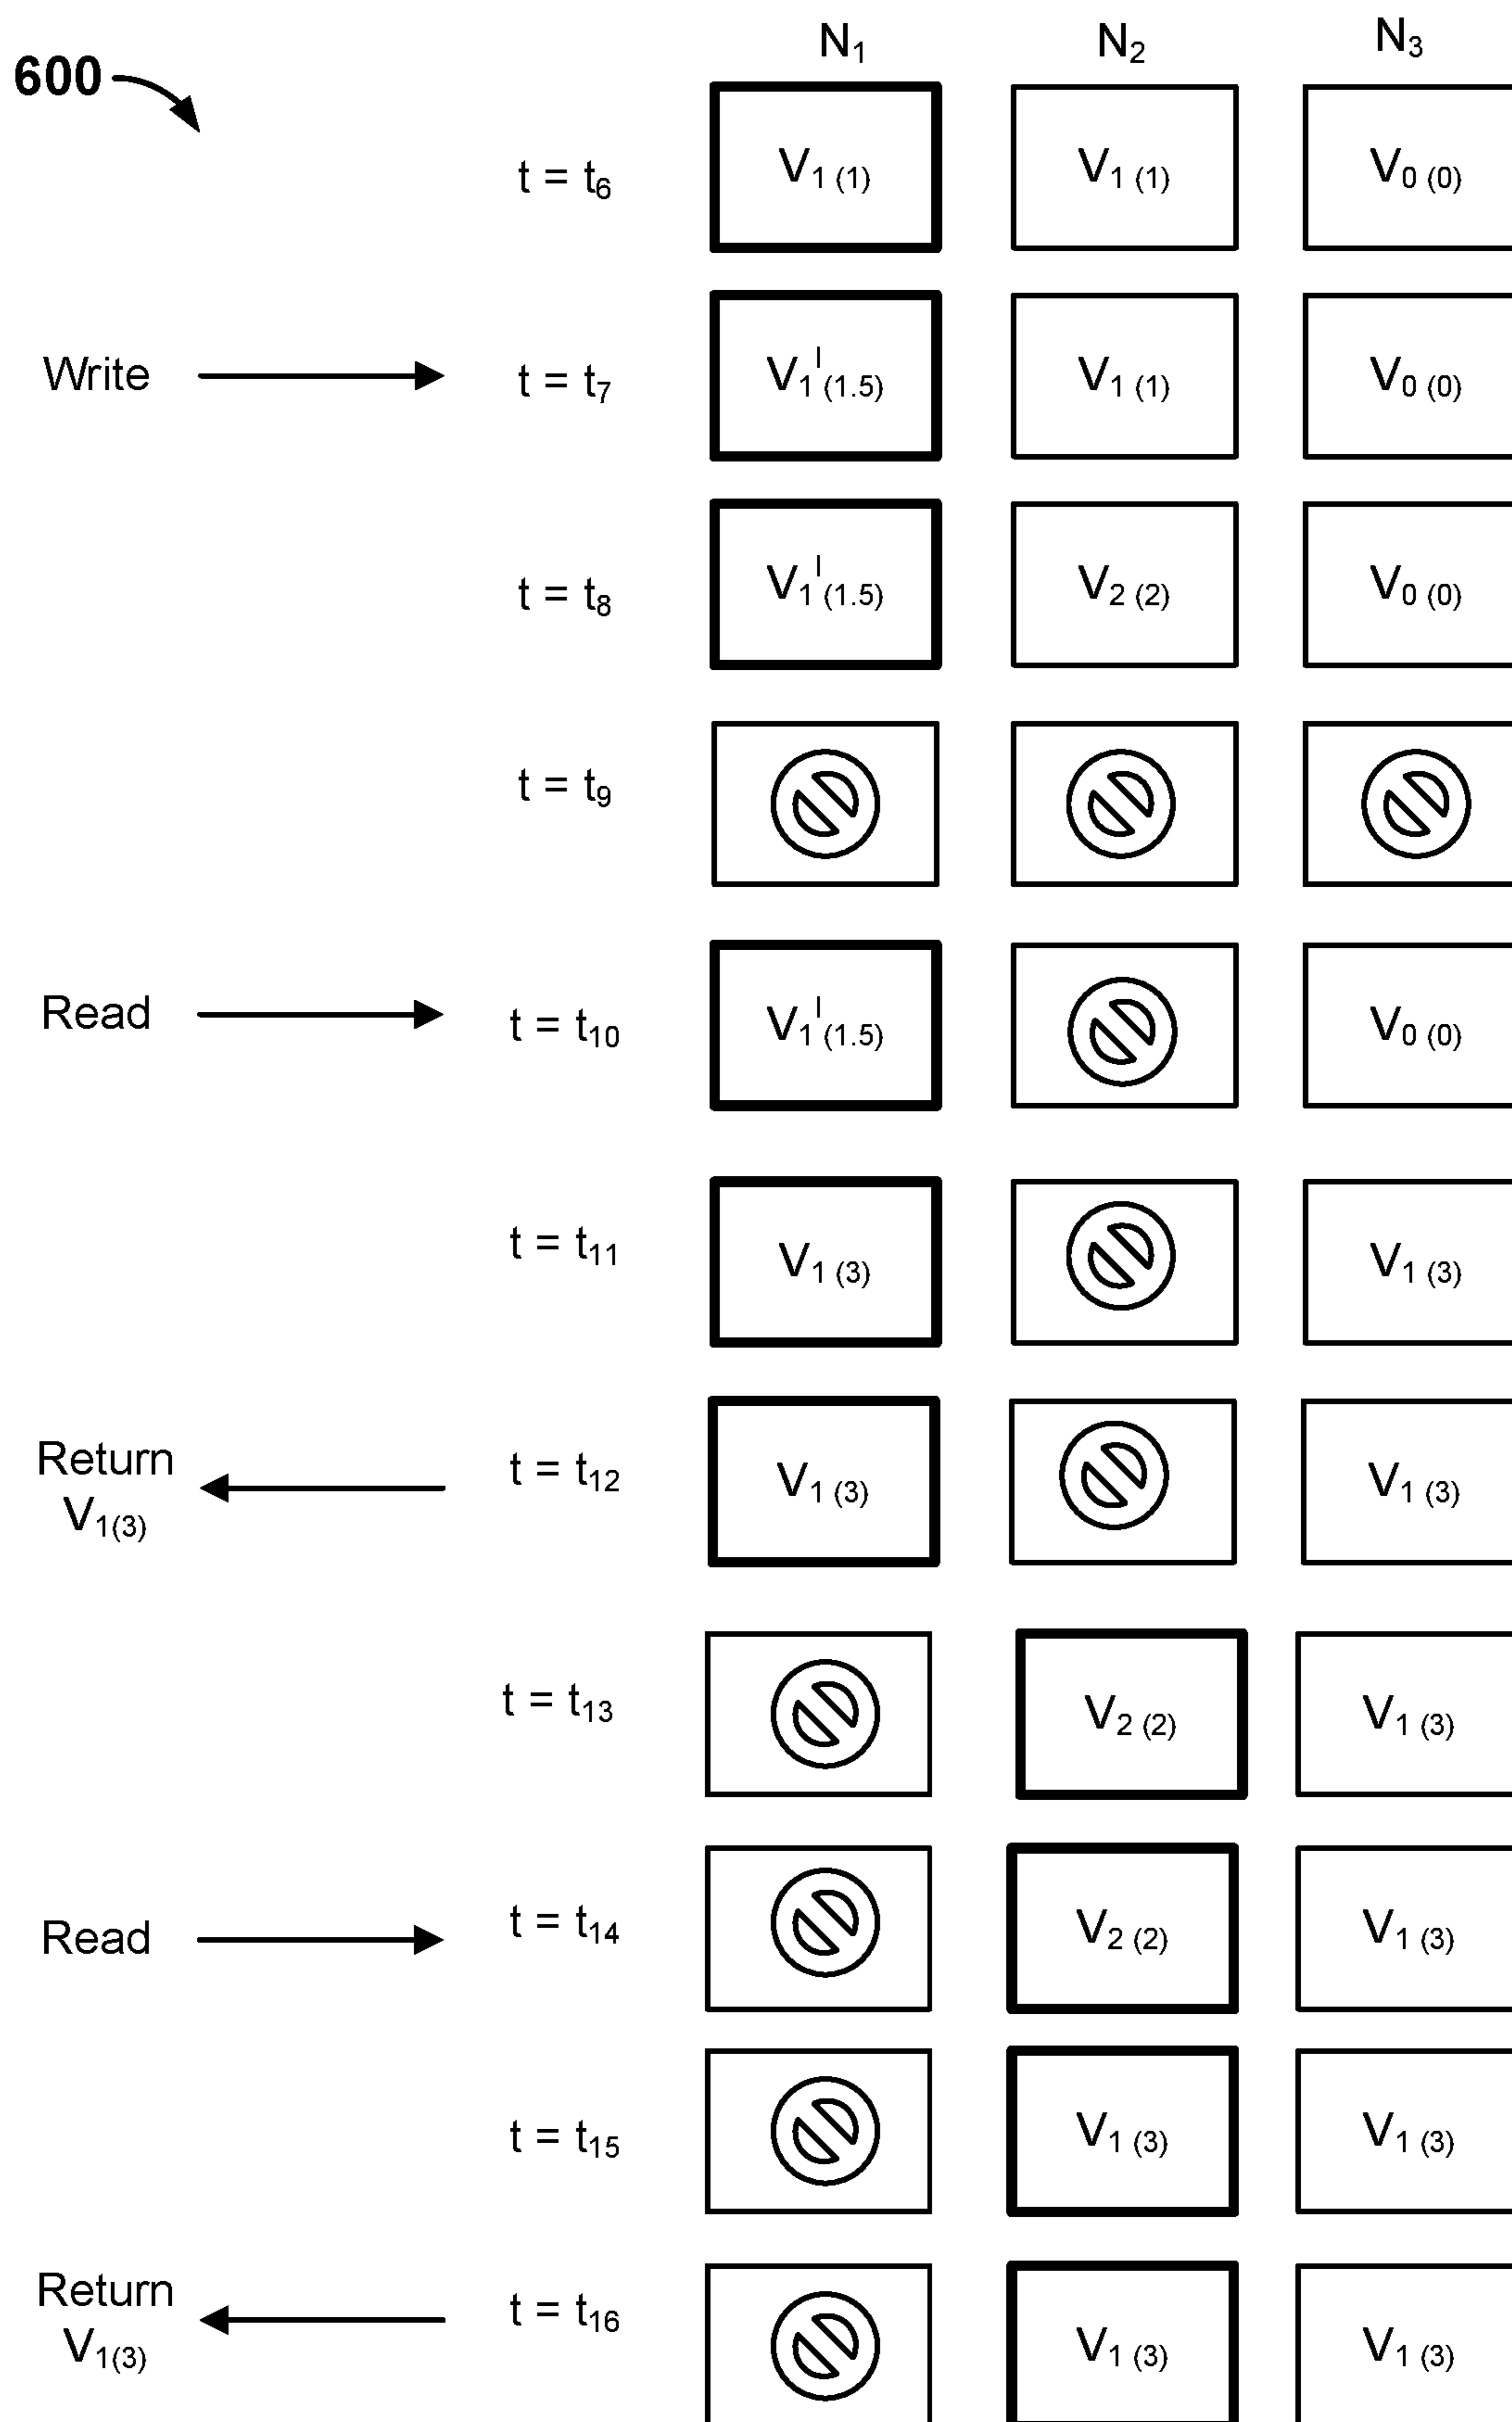 N₁ N₂ N₃
600
t = t₆ V₁ ₍₁₎ V₁ ₍₁₎ V₀ ₍₀₎
Write t = t₇ V₁ᴵ₍₁.₅₎ V₁ ₍₁₎ V₀ ₍₀₎
t = t₈ V₁ᴵ₍₁.₅₎ V₂ ₍₂₎ V₀ ₍₀₎
t = t₉
Read t = t₁₀ V₁ᴵ₍₁.₅₎ V₀ ₍₀₎
t = t₁₁ V₁ ₍₃₎ V₁ ₍₃₎
Return
V₁₍₃₎ t = t₁₂ V₁ ₍₃₎ V₁ ₍₃₎
t = t₁₃ V₂ ₍₂₎ V₁ ₍₃₎
Read t = t₁₄ V₂ ₍₂₎ V₁ ₍₃₎
t = t₁₅ V₁ ₍₃₎ V₁ ₍₃₎
Return
V₁₍₃₎ t = t₁₆ V₁ ₍₃₎ V₁ ₍₃₎